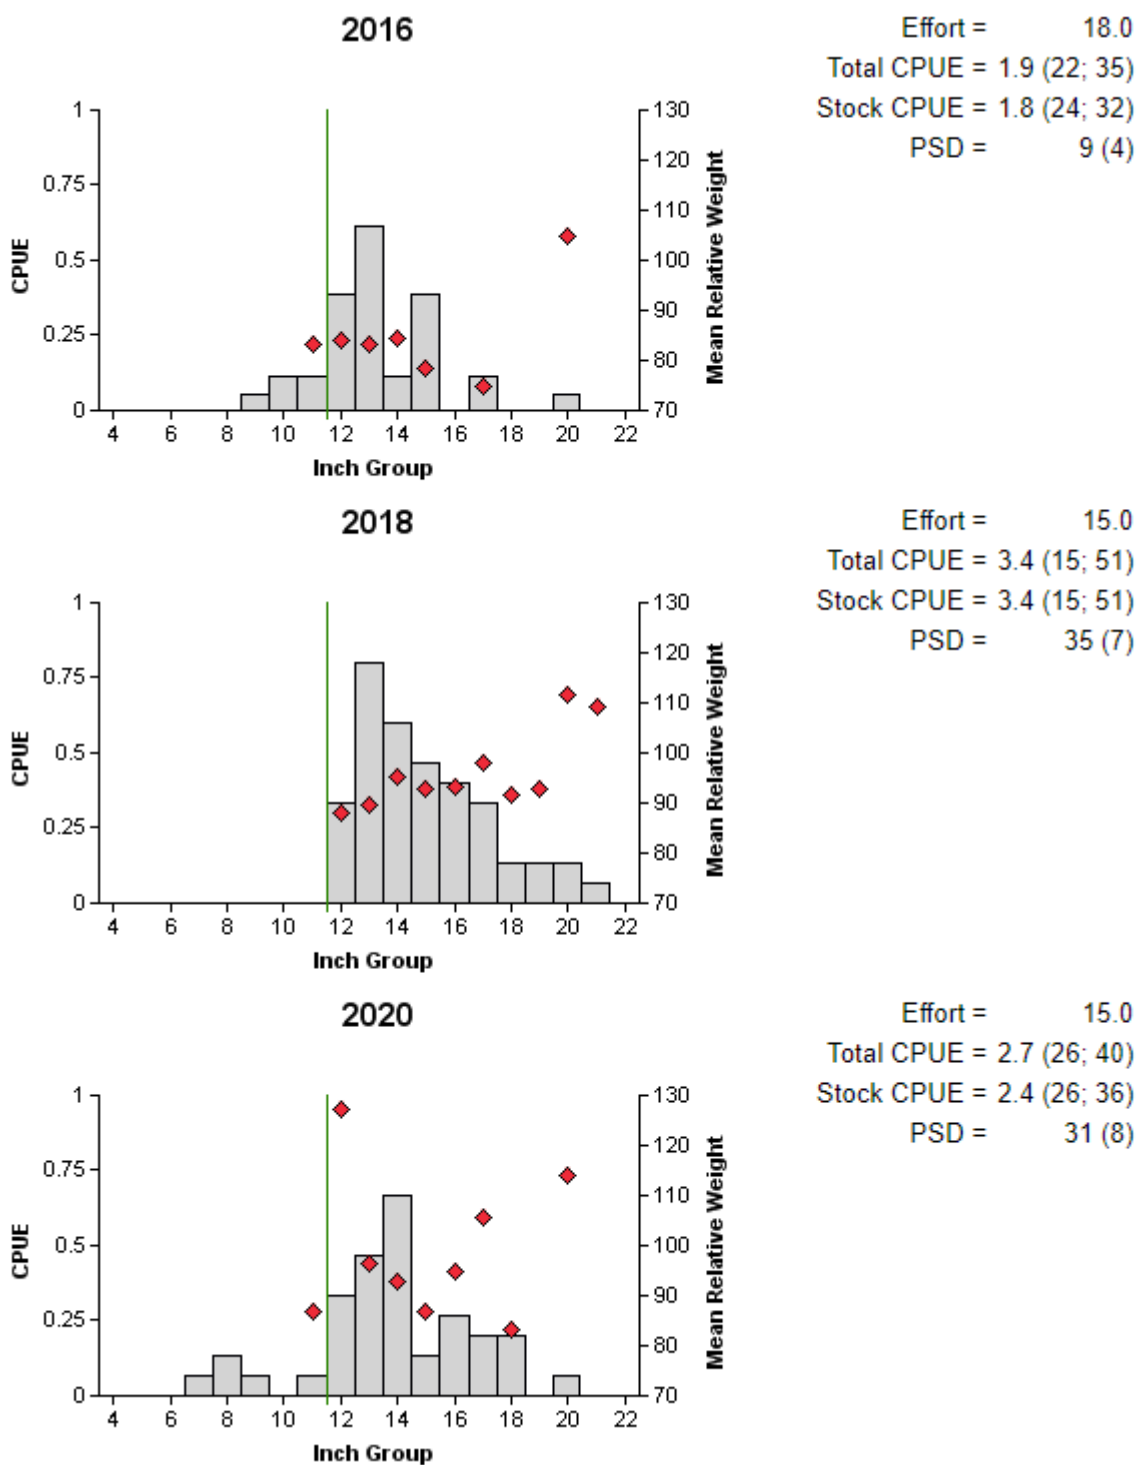 2016
Effort = 18.0
Total CPUE = 1.9 (22; 35)
Stock CPUE = 1.8 (24; 32)
PSD = 9 (4)
1
0.75
0.5
0.25
0
CPUE
130
120
110
100
90
80
70
Mean Relative Weight
4 6 8 10 12 14 16 18 20 22
Inch Group
2018
Effort = 15.0
Total CPUE = 3.4 (15; 51)
Stock CPUE = 3.4 (15; 51)
PSD = 35 (7)
1
0.75
0.5
0.25
0
CPUE
130
120
110
100
90
80
70
Mean Relative Weight
4 6 8 10 12 14 16 18 20 22
Inch Group
2020
Effort = 15.0
Total CPUE = 2.7 (26; 40)
Stock CPUE = 2.4 (26; 36)
PSD = 31 (8)
1
0.75
0.5
0.25
0
CPUE
130
120
110
100
90
80
70
Mean Relative Weight
4 6 8 10 12 14 16 18 20 22
Inch Group